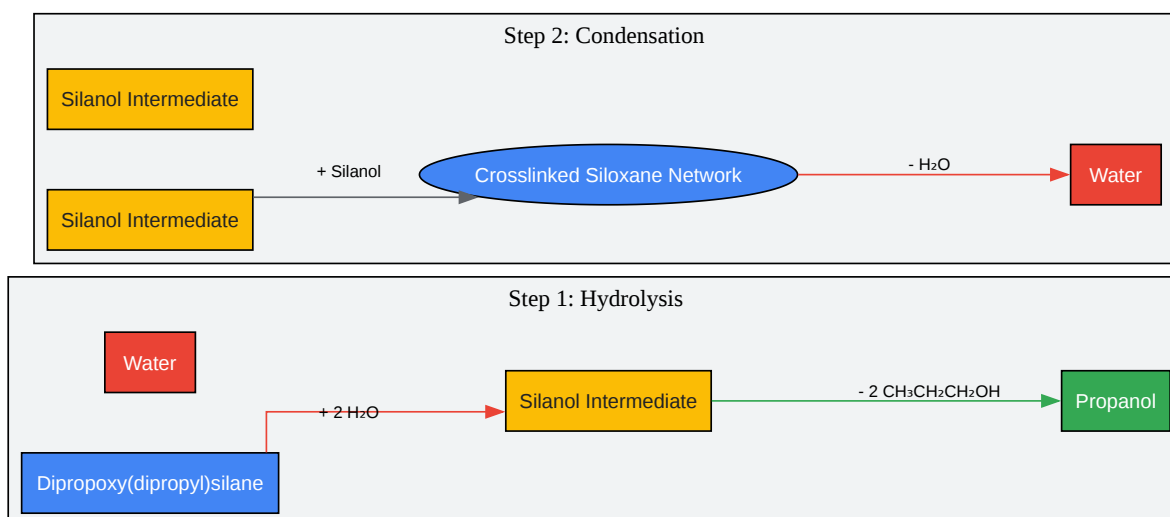 Step 2: Condensation
Silanol Intermediate
+ Silanol
Silanol Intermediate
Crosslinked Siloxane Network
- H₂O
Water
Step 1: Hydrolysis
Water
Dipropoxy(dipropyl)silane
+ 2 H₂O
Silanol Intermediate
- 2 CH₃CH₂CH₂OH
Propanol